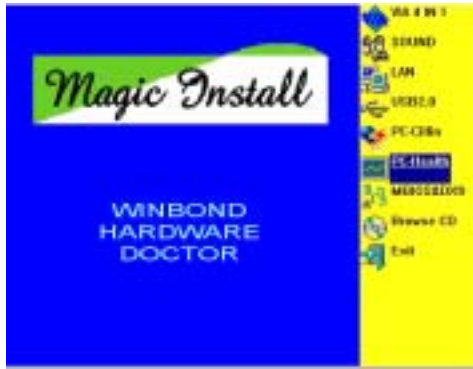 Magic Install
WINBOND
HARDWARE
DOCTOR
VIA 4 IN 1
SOUND
LAN
USB2.0
PC-Cillin
PC-Health
Browse CD
Exit